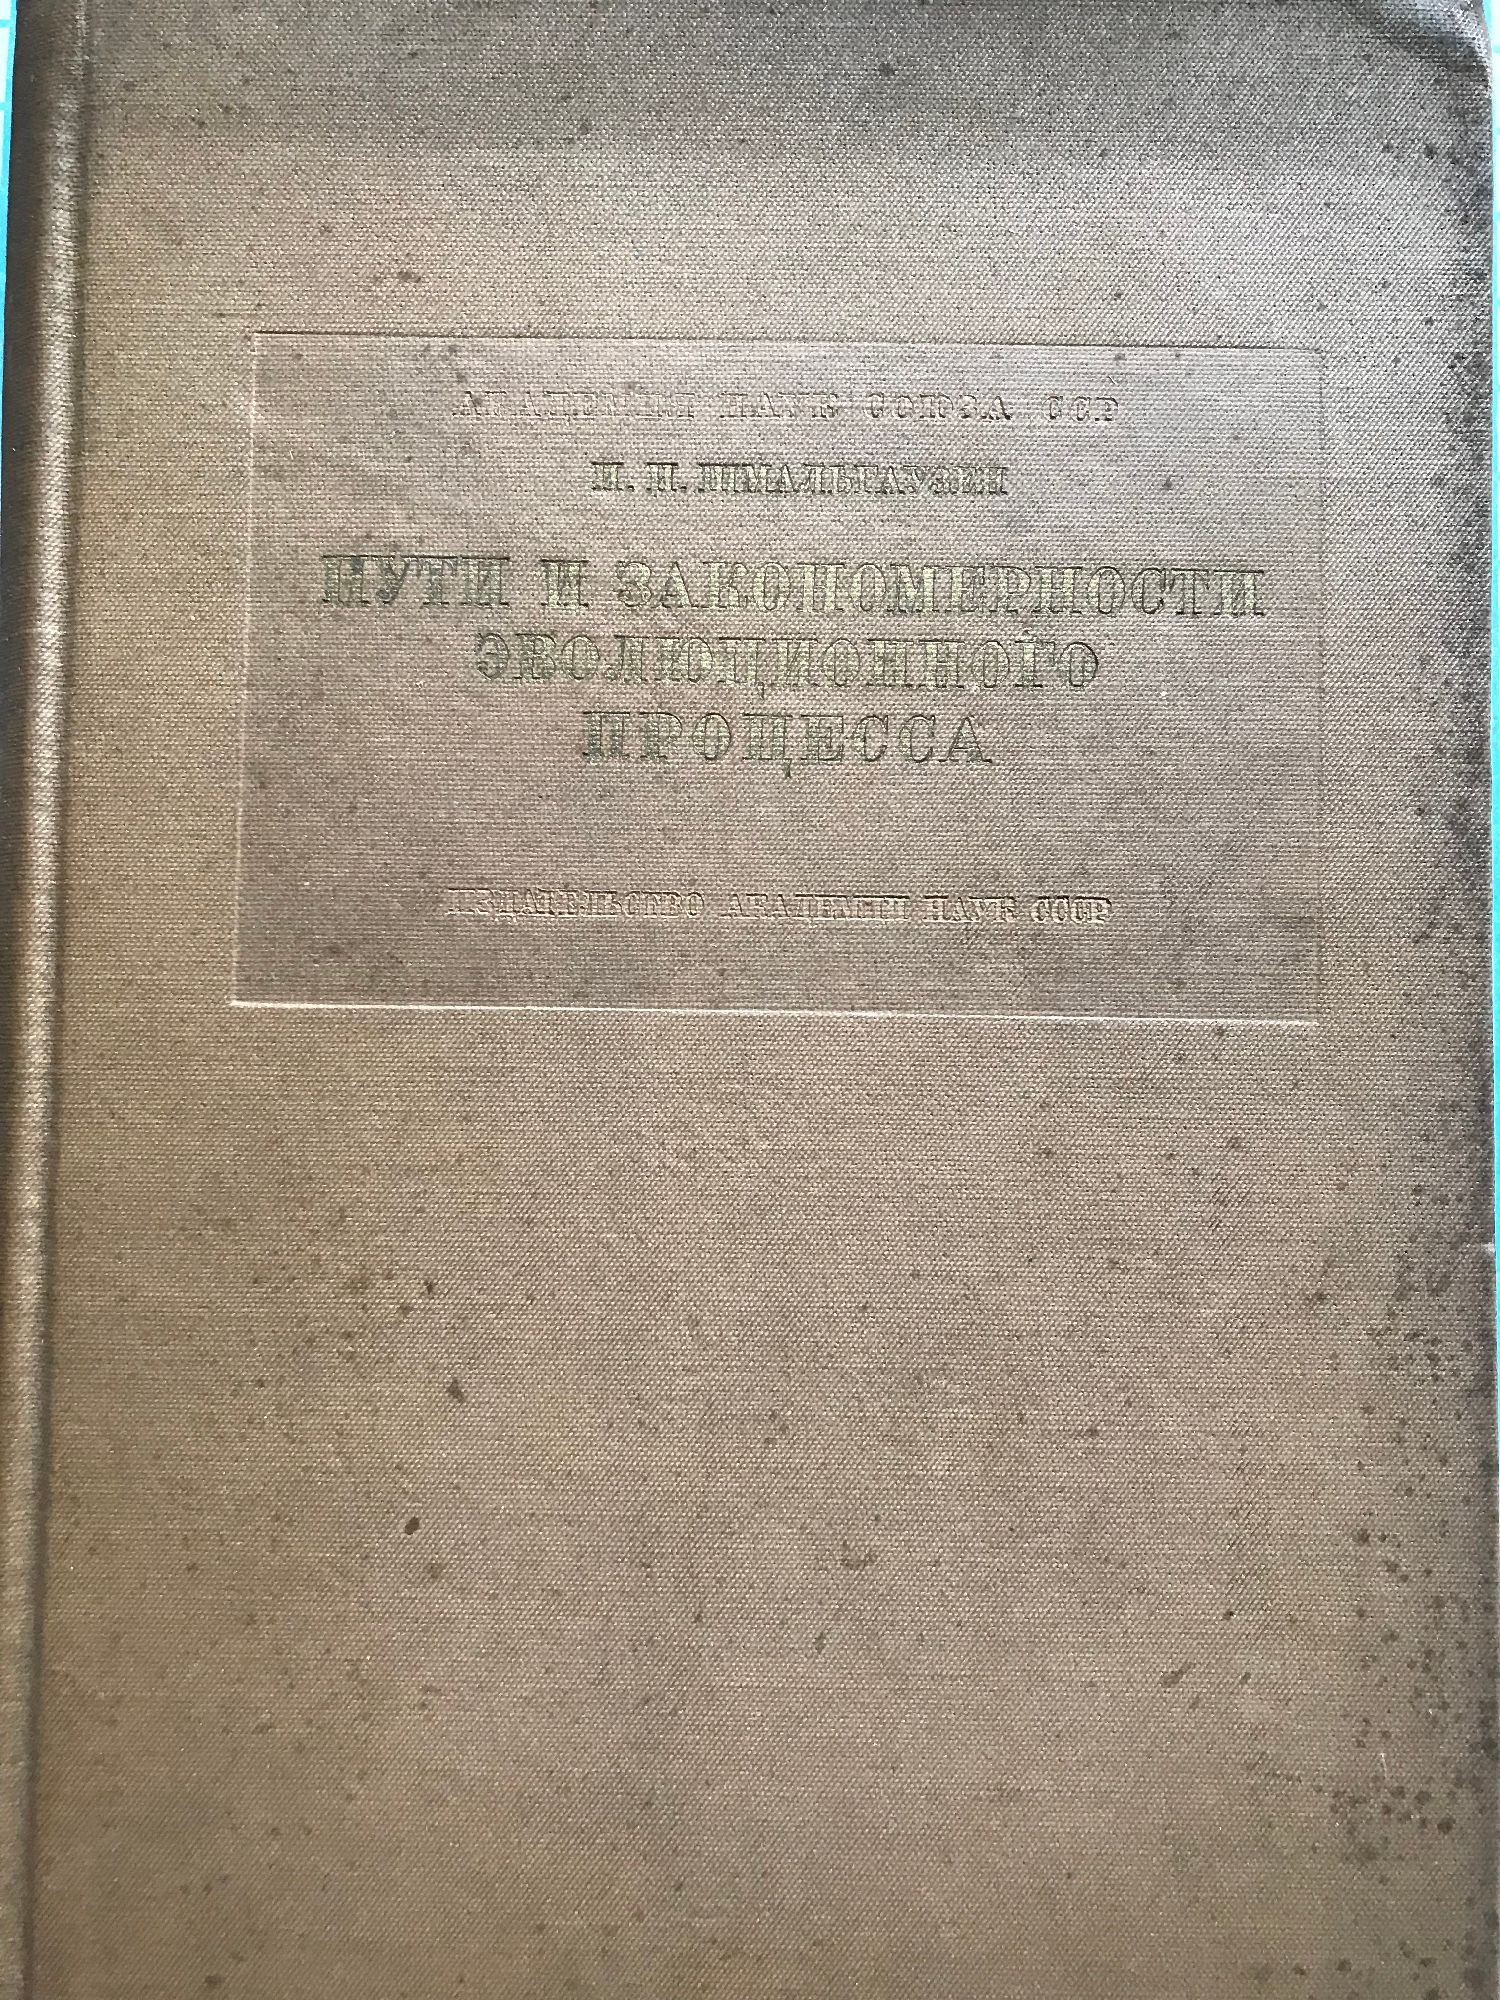 АКАДЕМИЯ НАУК СОЮЗА ССР
И. И. ШМАЛЬГАУЗЕН
ПУТИ И ЗАКОНОМЕРНОСТИ
ЭВОЛЮЦИОННОГО
ПРОЦЕССА
ИЗДАТЕЛЬСТВО АКАДЕМИИ НАУК СССР